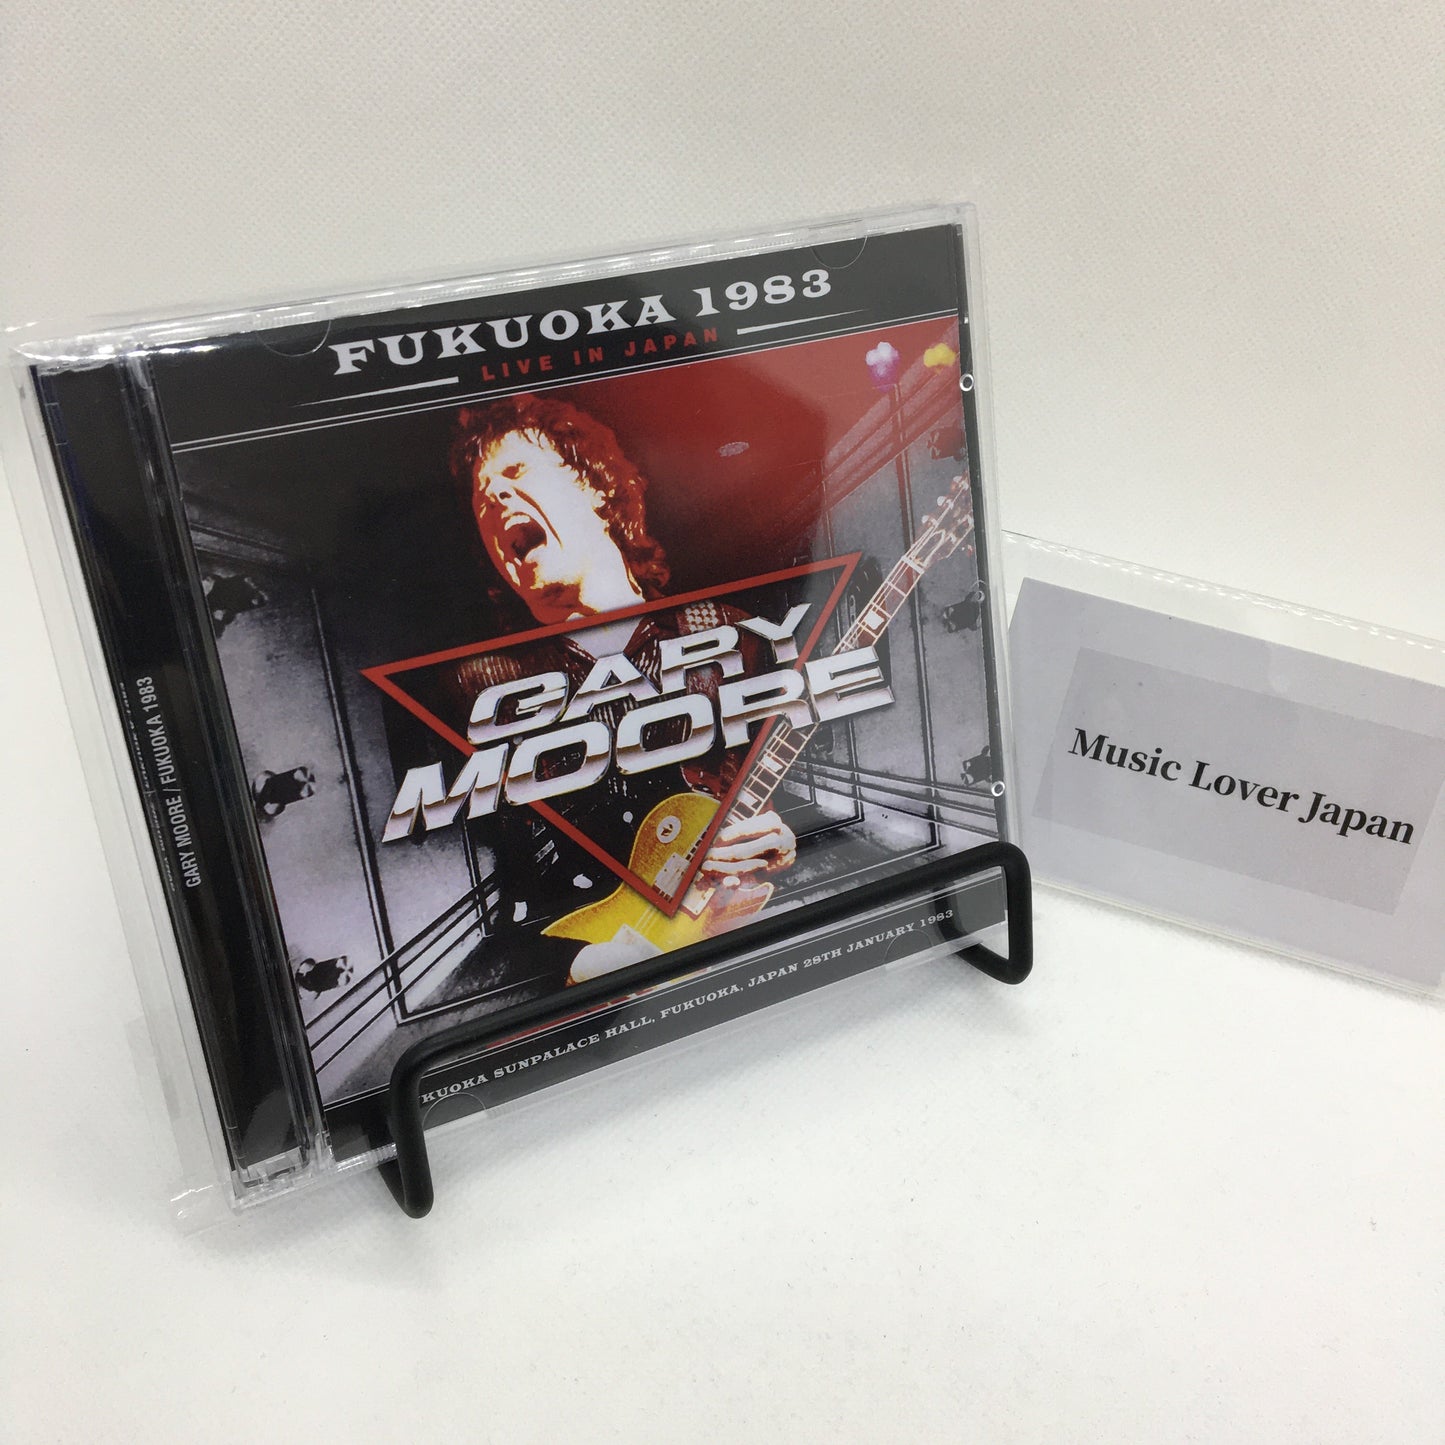 FUKUOKA 1983
LIVE IN JAPAN
GARY
MOORE
GARY MOORE / FUKUOKA 1983
KUOKA SUNPALACE HALL, FUKUOKA, JAPAN 28TH JANUARY 1983
Music Lover Japan